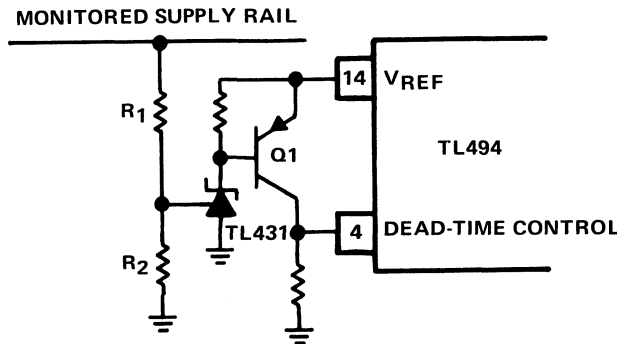 MONITORED SUPPLY RAIL
14
VREF
R1
Q1
TL494
TL431
4
DEAD-TIME CONTROL
R2